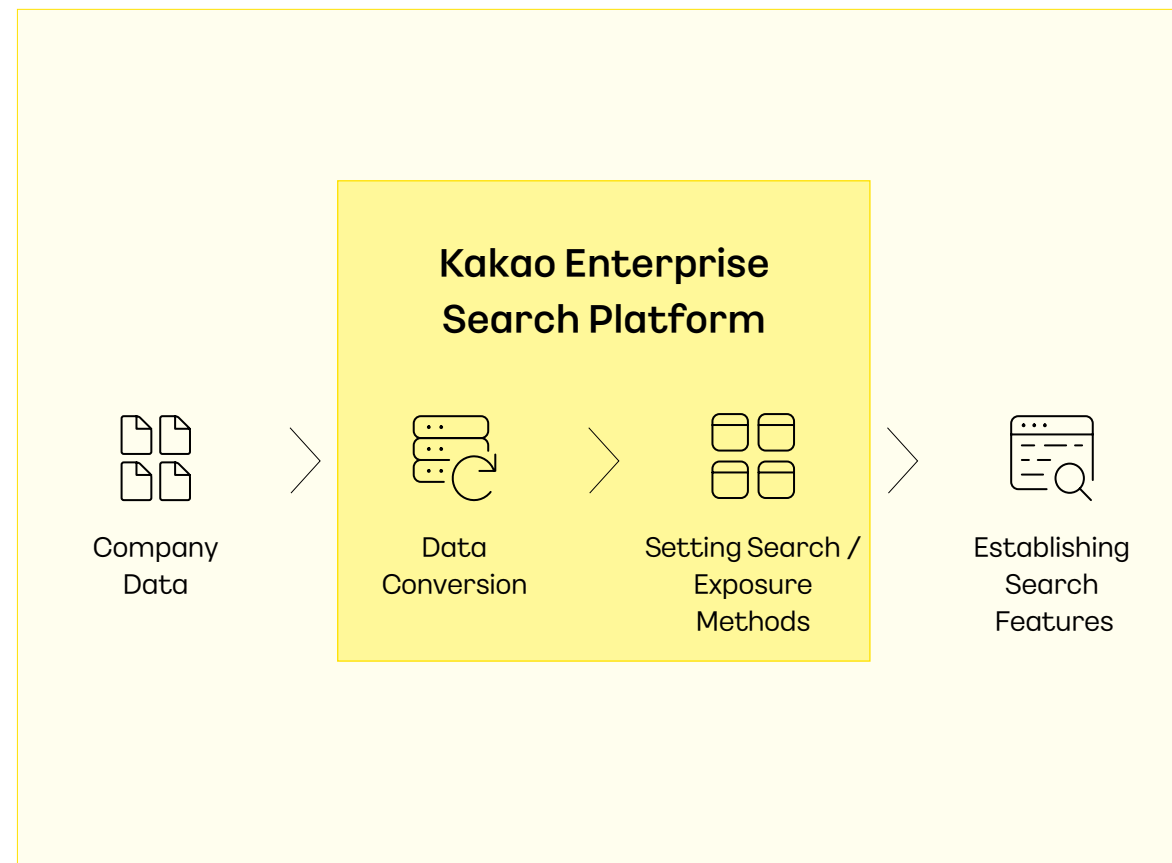 Kakao Enterprise
Search Platform
Company
Data
Data
Conversion
Setting Search /
Exposure
Methods
Establishing
Search
Features